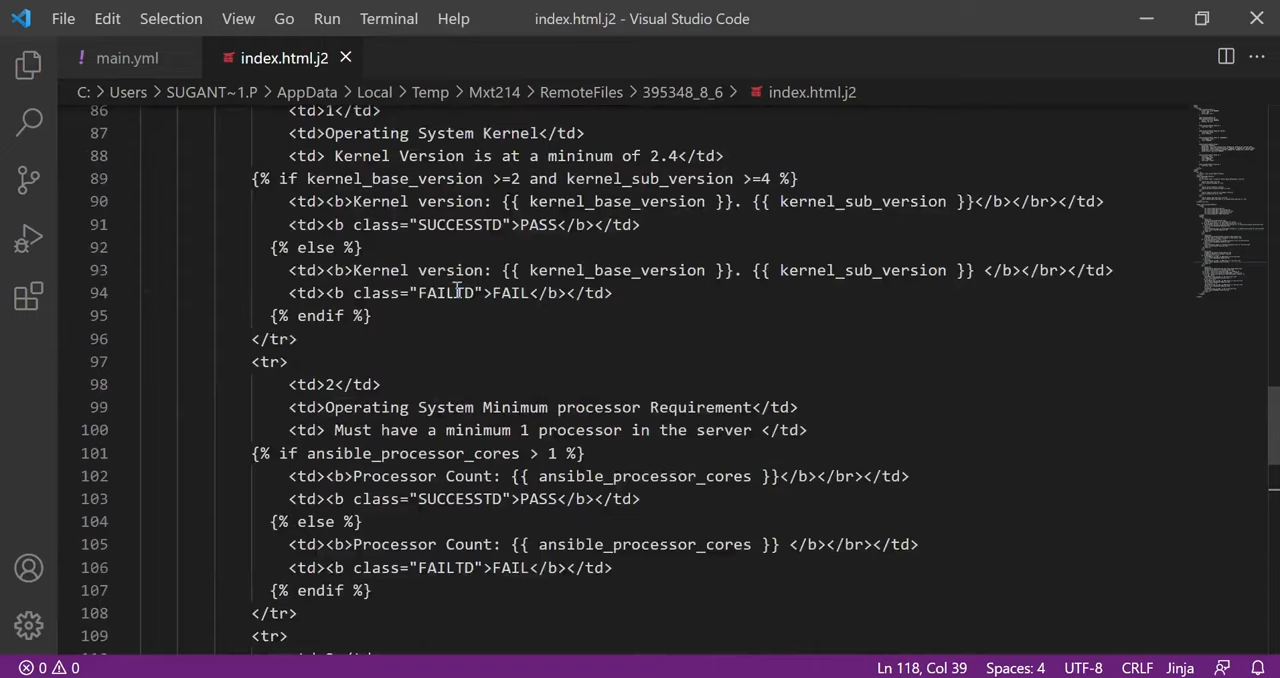 File Edit Selection View Go Run Terminal Help index.html.j2 - Visual Studio Code
! main.yml index.html.j2
C: > Users > SUGANT~1.P > AppData > Local > Temp > Mxt214 > RemoteFiles > 395348_8_6 > index.html.j2
86 <td>1</td>
87 <td>Operating System Kernel</td>
88 <td> Kernel Version is at a mininum of 2.4</td>
89 {% if kernel_base_version >=2 and kernel_sub_version >=4 %}
90 <td><b>Kernel version: {{ kernel_base_version }}. {{ kernel_sub_version }}</b></br></td>
91 <td><b class="SUCCESSTD">PASS</b></td>
92 {% else %}
93 <td><b>Kernel version: {{ kernel_base_version }}. {{ kernel_sub_version }} </b></br></td>
94 <td><b class="FAILTD">FAIL</b></td>
95 {% endif %}
96 </tr>
97 <tr>
98 <td>2</td>
99 <td>Operating System Minimum processor Requirement</td>
100 <td> Must have a minimum 1 processor in the server </td>
101 {% if ansible_processor_cores > 1 %}
102 <td><b>Processor Count: {{ ansible_processor_cores }}</b></br></td>
103 <td><b class="SUCCESSTD">PASS</b></td>
104 {% else %}
105 <td><b>Processor Count: {{ ansible_processor_cores }} </b></br></td>
106 <td><b class="FAILTD">FAIL</b></td>
107 {% endif %}
108 </tr>
109 <tr>
0 0 Ln 118, Col 39 Spaces: 4 UTF-8 CRLF Jinja